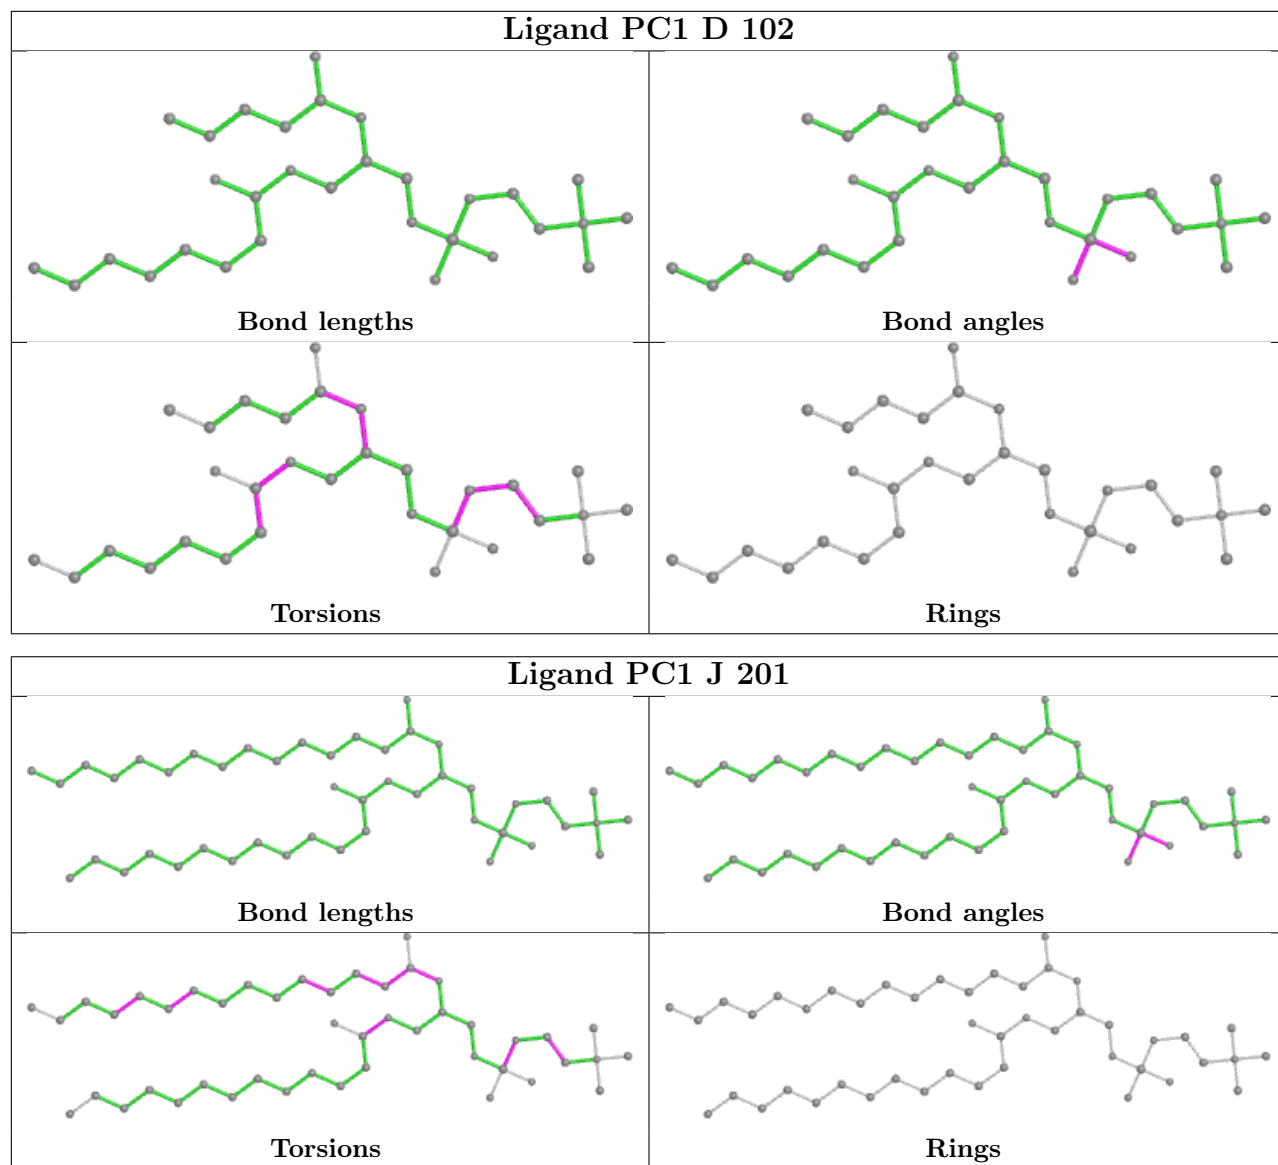 Ligand PC1 D 102
Bond lengths
Bond angles
Torsions
Rings
Ligand PC1 J 201
Bond lengths
Bond angles
Torsions
Rings